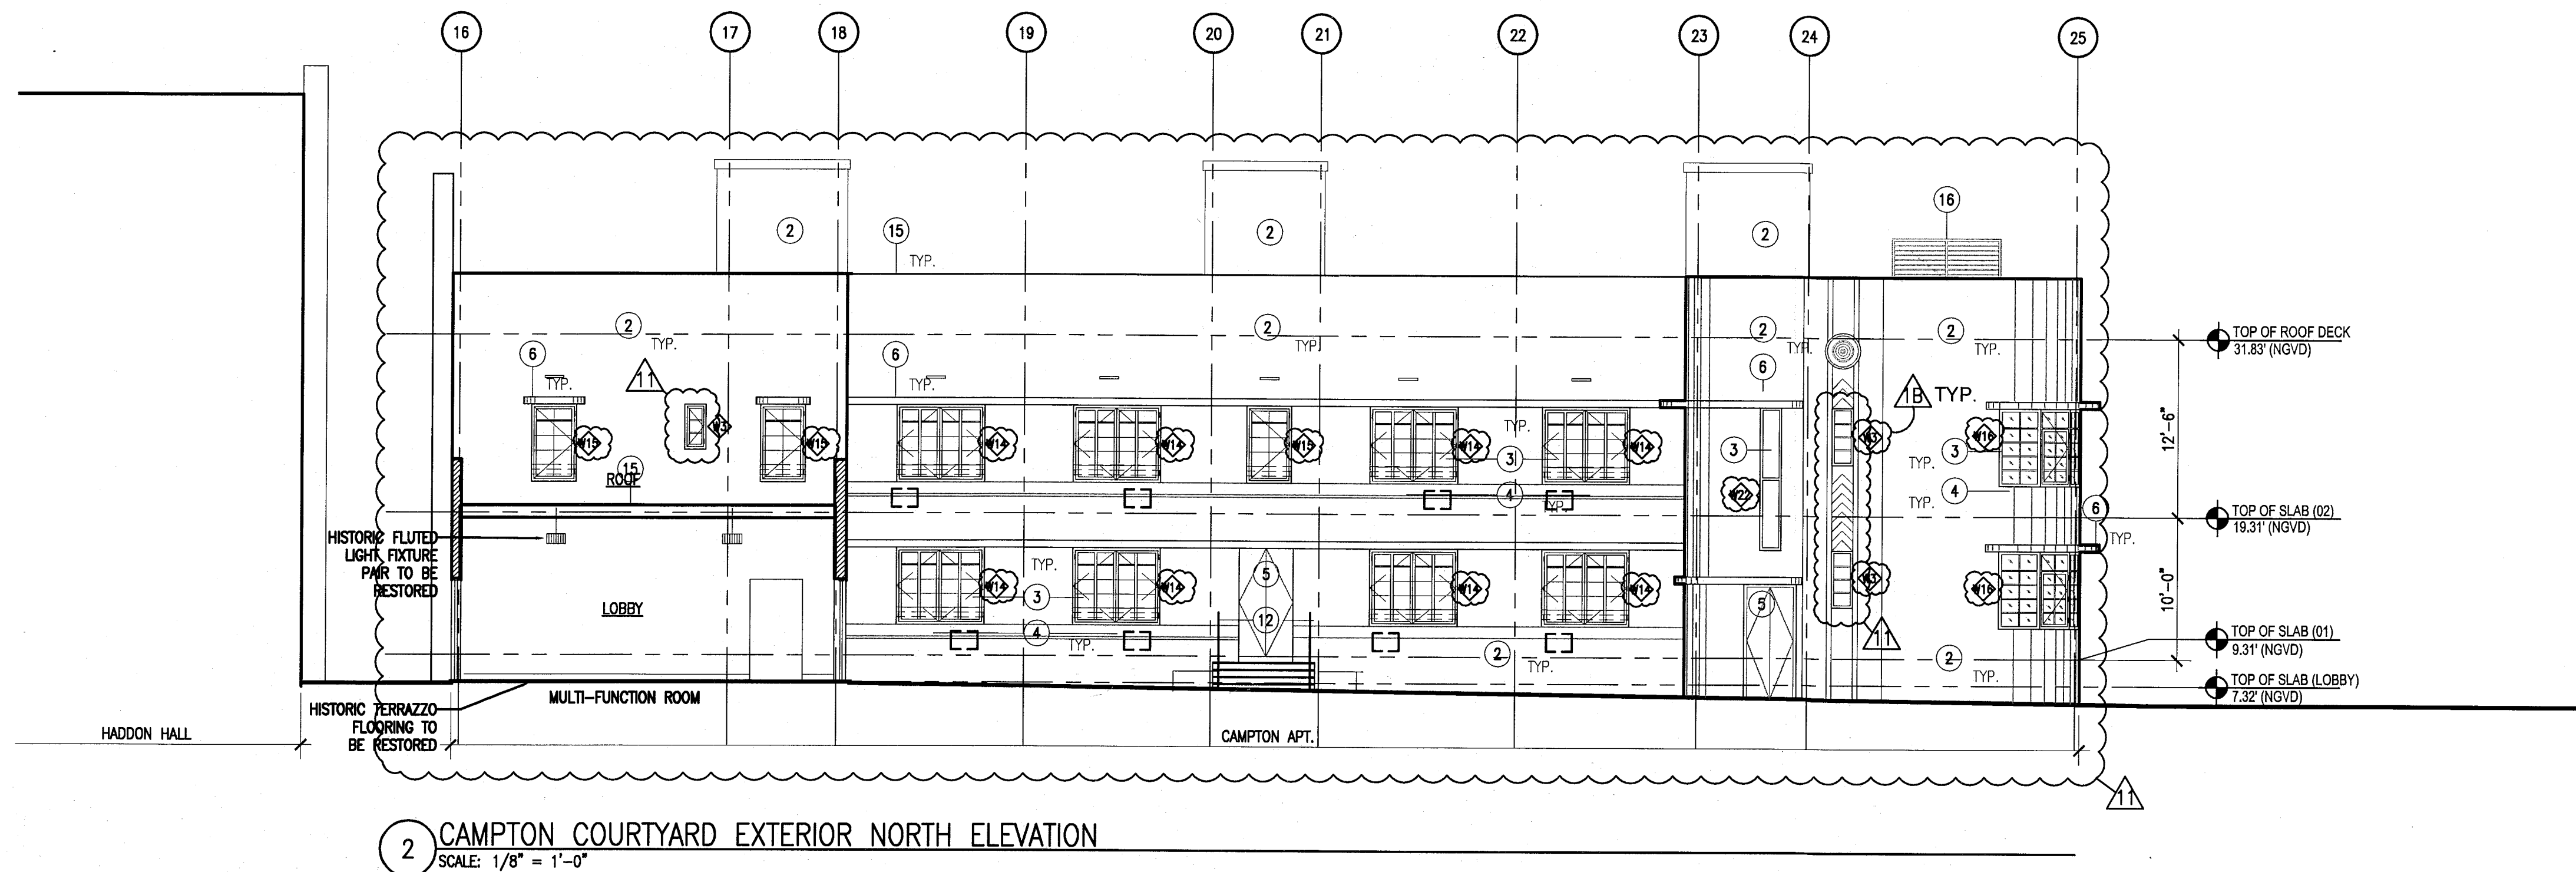 16 17 18 19 20 21 22 23 24 25
16
2 15 2 2
TYP.
2 2 2 2
TYP. TYP. TYP. TYP.
TOP OF ROOF DECK
31.83' (NGVD)
6 11 6 6
TYP. TYP.
1B TYP.
W15 W3 W15 W14 W14 W15 W14 W14 W3 W16
TYP. 3 3 3
TYP.
12'-6"
15
ROOF
4 W22 4
TYP. TYP.
6
TYP.
TOP OF SLAB (02)
19.31' (NGVD)
HISTORIC FLUTED
LIGHT FIXTURE
PAIR TO BE
RESTORED
LOBBY
TYP.
3
5
W14 W14 W14 W14 W3 W16
5
12
10'-0"
4
TYP.
11
2 2
TYP. TYP.
TOP OF SLAB (01)
9.31' (NGVD)
TOP OF SLAB (LOBBY)
7.32' (NGVD)
MULTI-FUNCTION ROOM
HISTORIC TERRAZZO
FLOORING TO
BE RESTORED
HADDON HALL
CAMPTON APT.
11
2 CAMPTON COURTYARD EXTERIOR NORTH ELEVATION
SCALE: 1/8" = 1'-0"